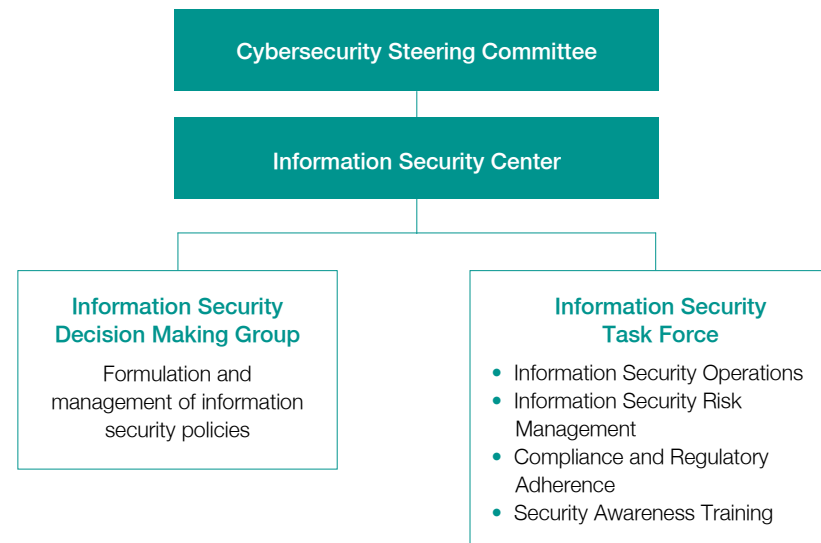 Cybersecurity Steering Committee
Information Security Center
Information Security
Decision Making Group
Formulation and
management of information
security policies
Information Security
Task Force
• Information Security Operations
• Information Security Risk
Management
• Compliance and Regulatory
Adherence
• Security Awareness Training